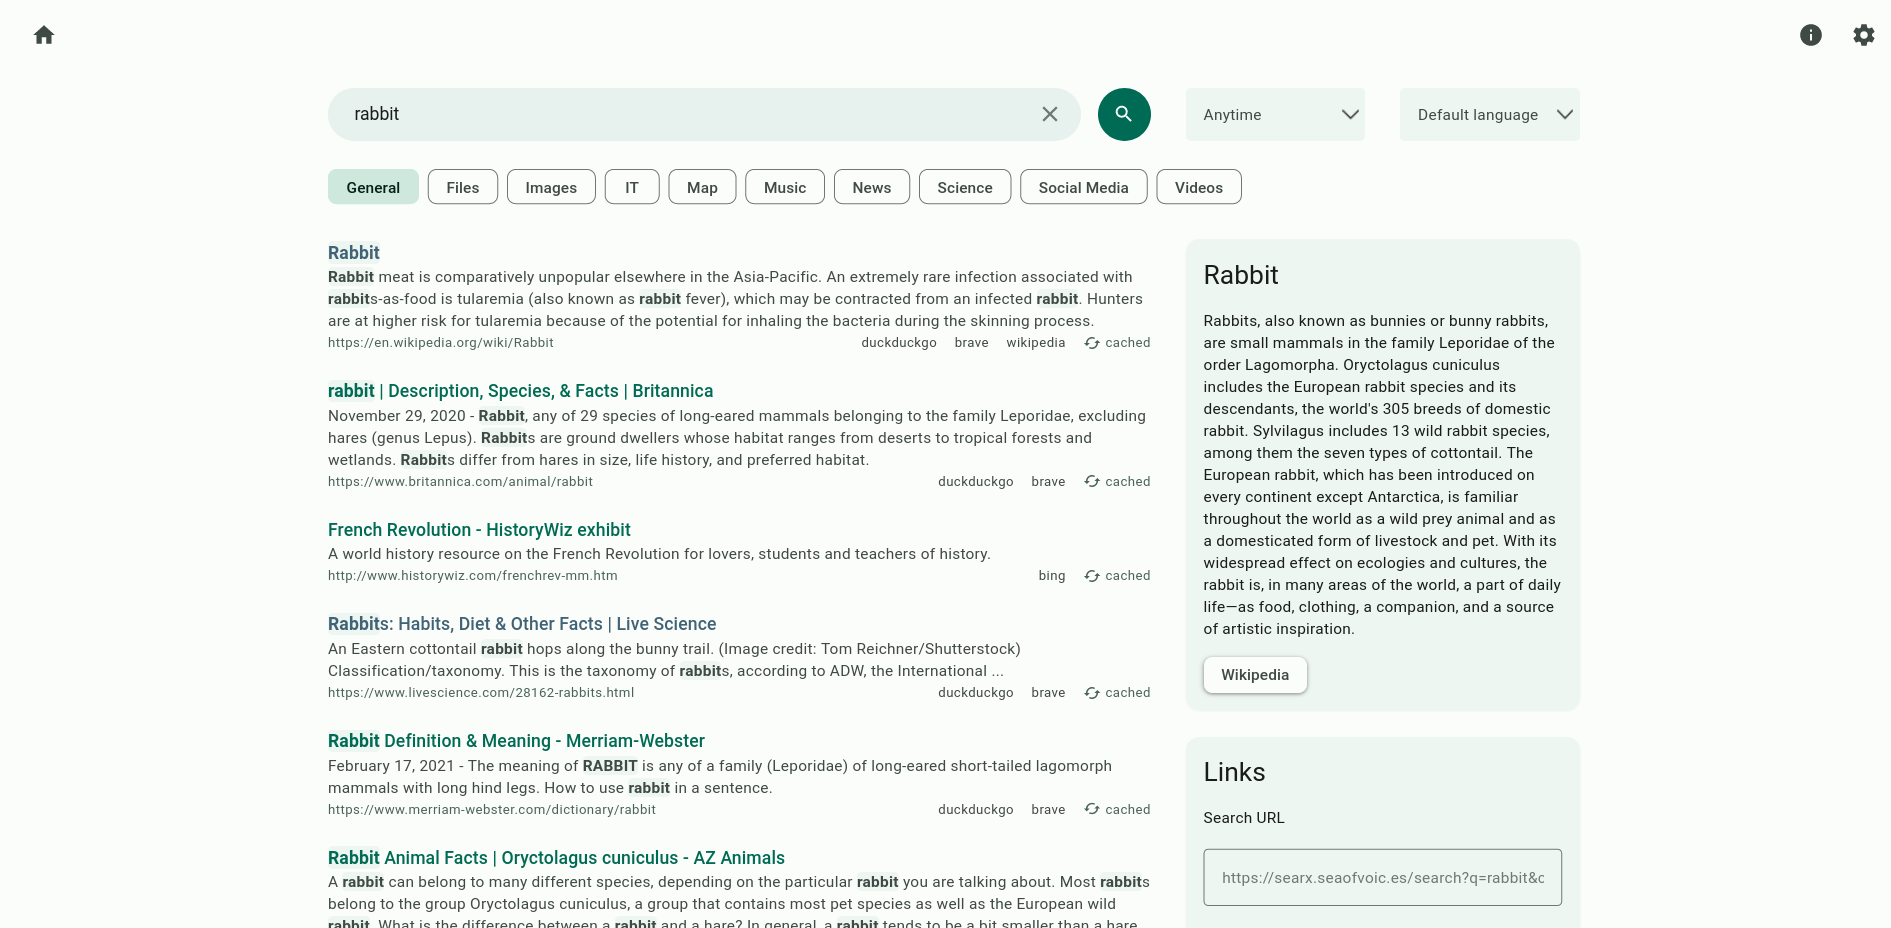 rabbit
Anytime
Default language
General
Files
Images
IT
Map
Music
News
Science
Social Media
Videos
Rabbit
Rabbit meat is comparatively unpopular elsewhere in the Asia-Pacific. An extremely rare infection associated with
rabbits-as-food is tularemia (also known as rabbit fever), which may be contracted from an infected rabbit. Hunters
are at higher risk for tularemia because of the potential for inhaling the bacteria during the skinning process.
https://en.wikipedia.org/wiki/Rabbit
duckduckgo brave wikipedia cached
rabbit | Description, Species, & Facts | Britannica
November 29, 2020 - Rabbit, any of 29 species of long-eared mammals belonging to the family Leporidae, excluding
hares (genus Lepus). Rabbits are ground dwellers whose habitat ranges from deserts to tropical forests and
wetlands. Rabbits differ from hares in size, life history, and preferred habitat.
https://www.britannica.com/animal/rabbit
duckduckgo brave cached
French Revolution - HistoryWiz exhibit
A world history resource on the French Revolution for lovers, students and teachers of history.
http://www.historywiz.com/frenchrev-mm.htm
bing cached
Rabbits: Habits, Diet & Other Facts | Live Science
An Eastern cottontail rabbit hops along the bunny trail. (Image credit: Tom Reichner/Shutterstock)
Classification/taxonomy. This is the taxonomy of rabbits, according to ADW, the International ...
https://www.livescience.com/28162-rabbits.html
duckduckgo brave cached
Rabbit Definition & Meaning - Merriam-Webster
February 17, 2021 - The meaning of RABBIT is any of a family (Leporidae) of long-eared short-tailed lagomorph
mammals with long hind legs. How to use rabbit in a sentence.
https://www.merriam-webster.com/dictionary/rabbit
duckduckgo brave cached
Rabbit Animal Facts | Oryctolagus cuniculus - AZ Animals
A rabbit can belong to many different species, depending on the particular rabbit you are talking about. Most rabbits
belong to the group Oryctolagus cuniculus, a group that contains most pet species as well as the European wild
rabbit. What is the difference between a rabbit and a hare? In general, a rabbit tends to be a bit smaller than a hare.
Rabbit
Rabbits, also known as bunnies or bunny rabbits,
are small mammals in the family Leporidae of the
order Lagomorpha. Oryctolagus cuniculus
includes the European rabbit species and its
descendants, the world's 305 breeds of domestic
rabbit. Sylvilagus includes 13 wild rabbit species,
among them the seven types of cottontail. The
European rabbit, which has been introduced on
every continent except Antarctica, is familiar
throughout the world as a wild prey animal and as
a domesticated form of livestock and pet. With its
widespread effect on ecologies and cultures, the
rabbit is, in many areas of the world, a part of daily
life—as food, clothing, a companion, and a source
of artistic inspiration.
Wikipedia
Links
Search URL
https://searx.seaofvoic.es/search?q=rabbit&c